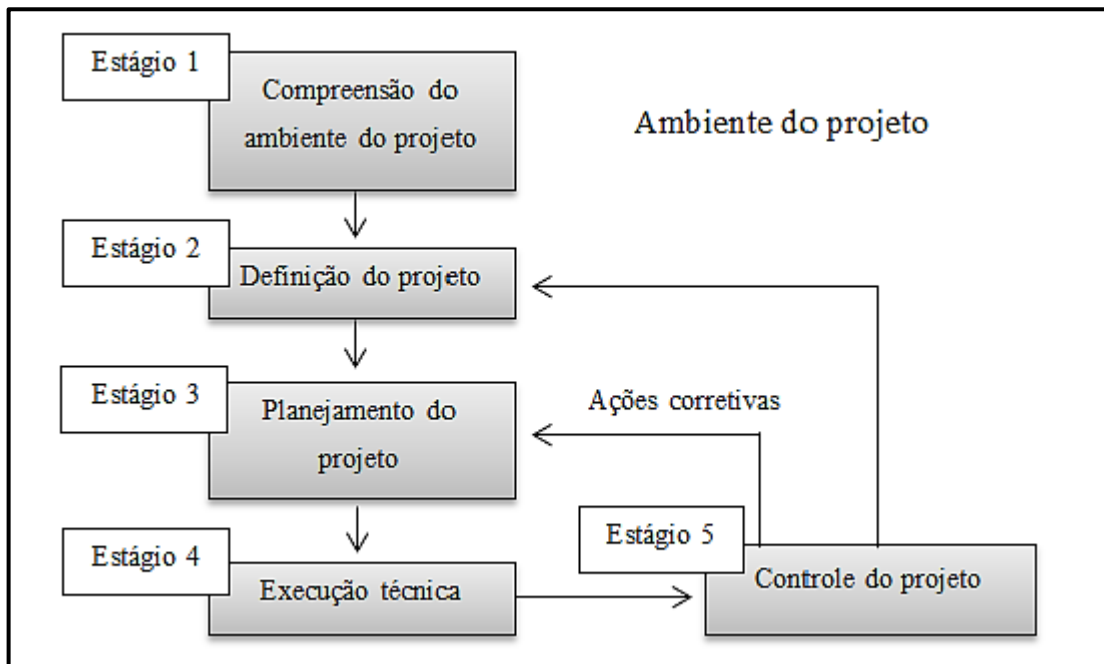 Estágio 1
Compreensão do
ambiente do projeto
Ambiente do projeto
Estágio 2
Definição do projeto
Estágio 3
Planejamento do
projeto
Ações corretivas
Estágio 4
Execução técnica
Estágio 5
Controle do projeto